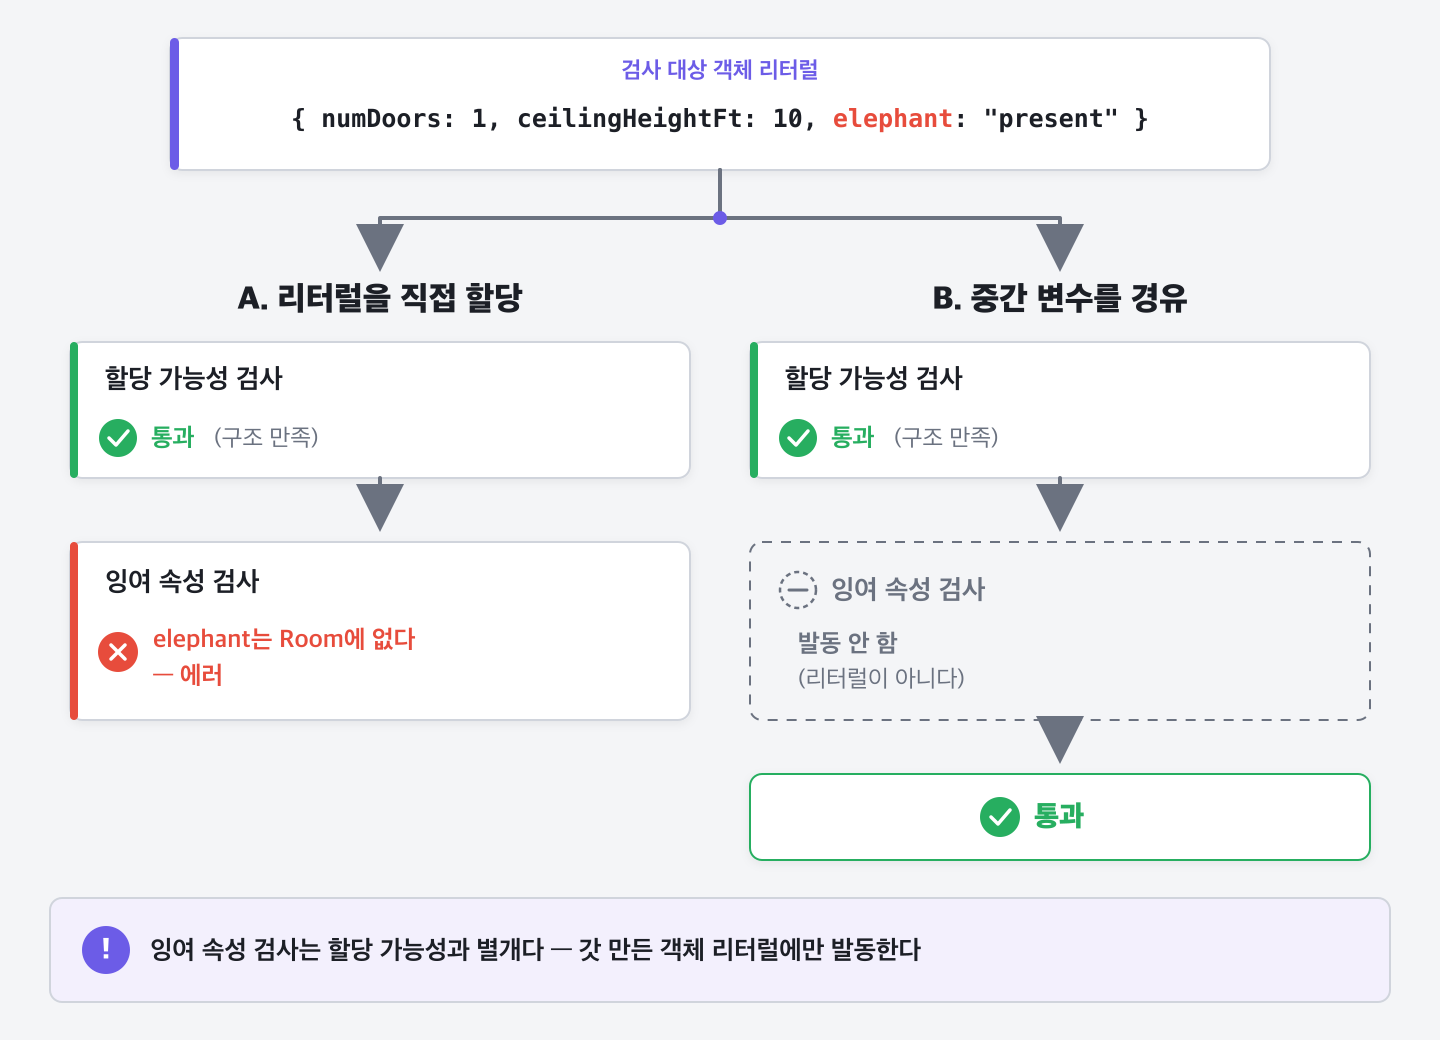 검사 대상 객체 리터럴
{ numDoors: 1, ceilingHeightFt: 10, elephant: "present" }
A. 리터럴을 직접 할당
할당 가능성 검사
통과 (구조 만족)
잉여 속성 검사
elephant는 Room에 없다
— 에러
B. 중간 변수를 경유
할당 가능성 검사
통과 (구조 만족)
잉여 속성 검사
발동 안 함
(리터럴이 아니다)
통과
! 잉여 속성 검사는 할당 가능성과 별개다 — 갓 만든 객체 리터럴에만 발동한다